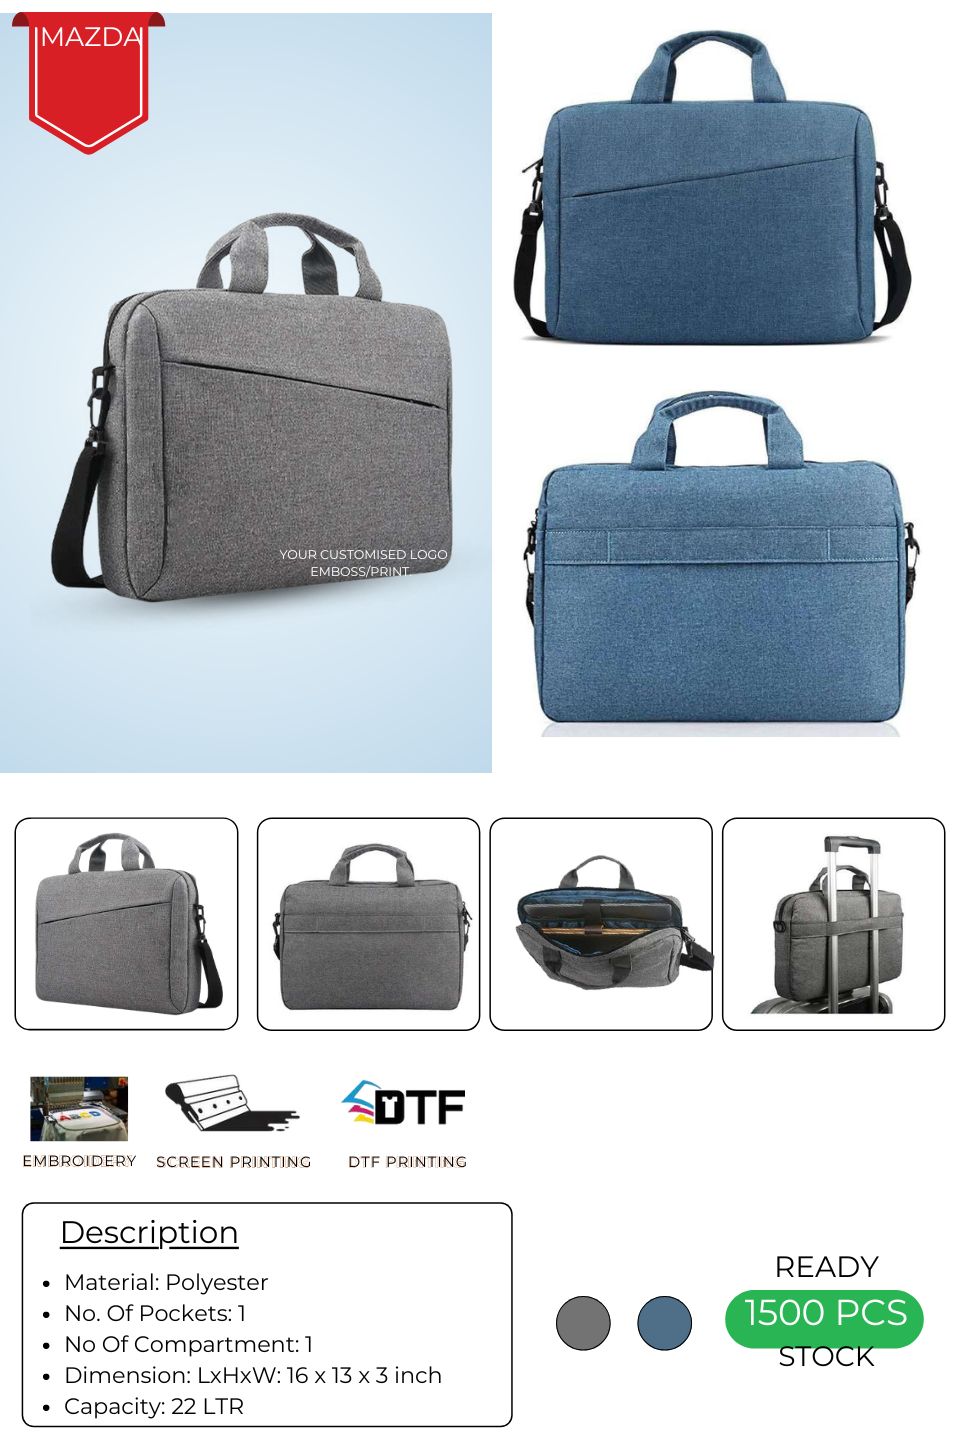 MAZDA
YOUR CUSTOMISED LOGO
EMBOSS/PRINT
DTF
EMBROIDERY
SCREEN PRINTING
DTF PRINTING
Description
• Material: Polyester
• No. Of Pockets: 1
• No Of Compartment: 1
• Dimension: LxHxW: 16 x 13 x 3 inch
• Capacity: 22 LTR
READY
1500 PCS
STOCK